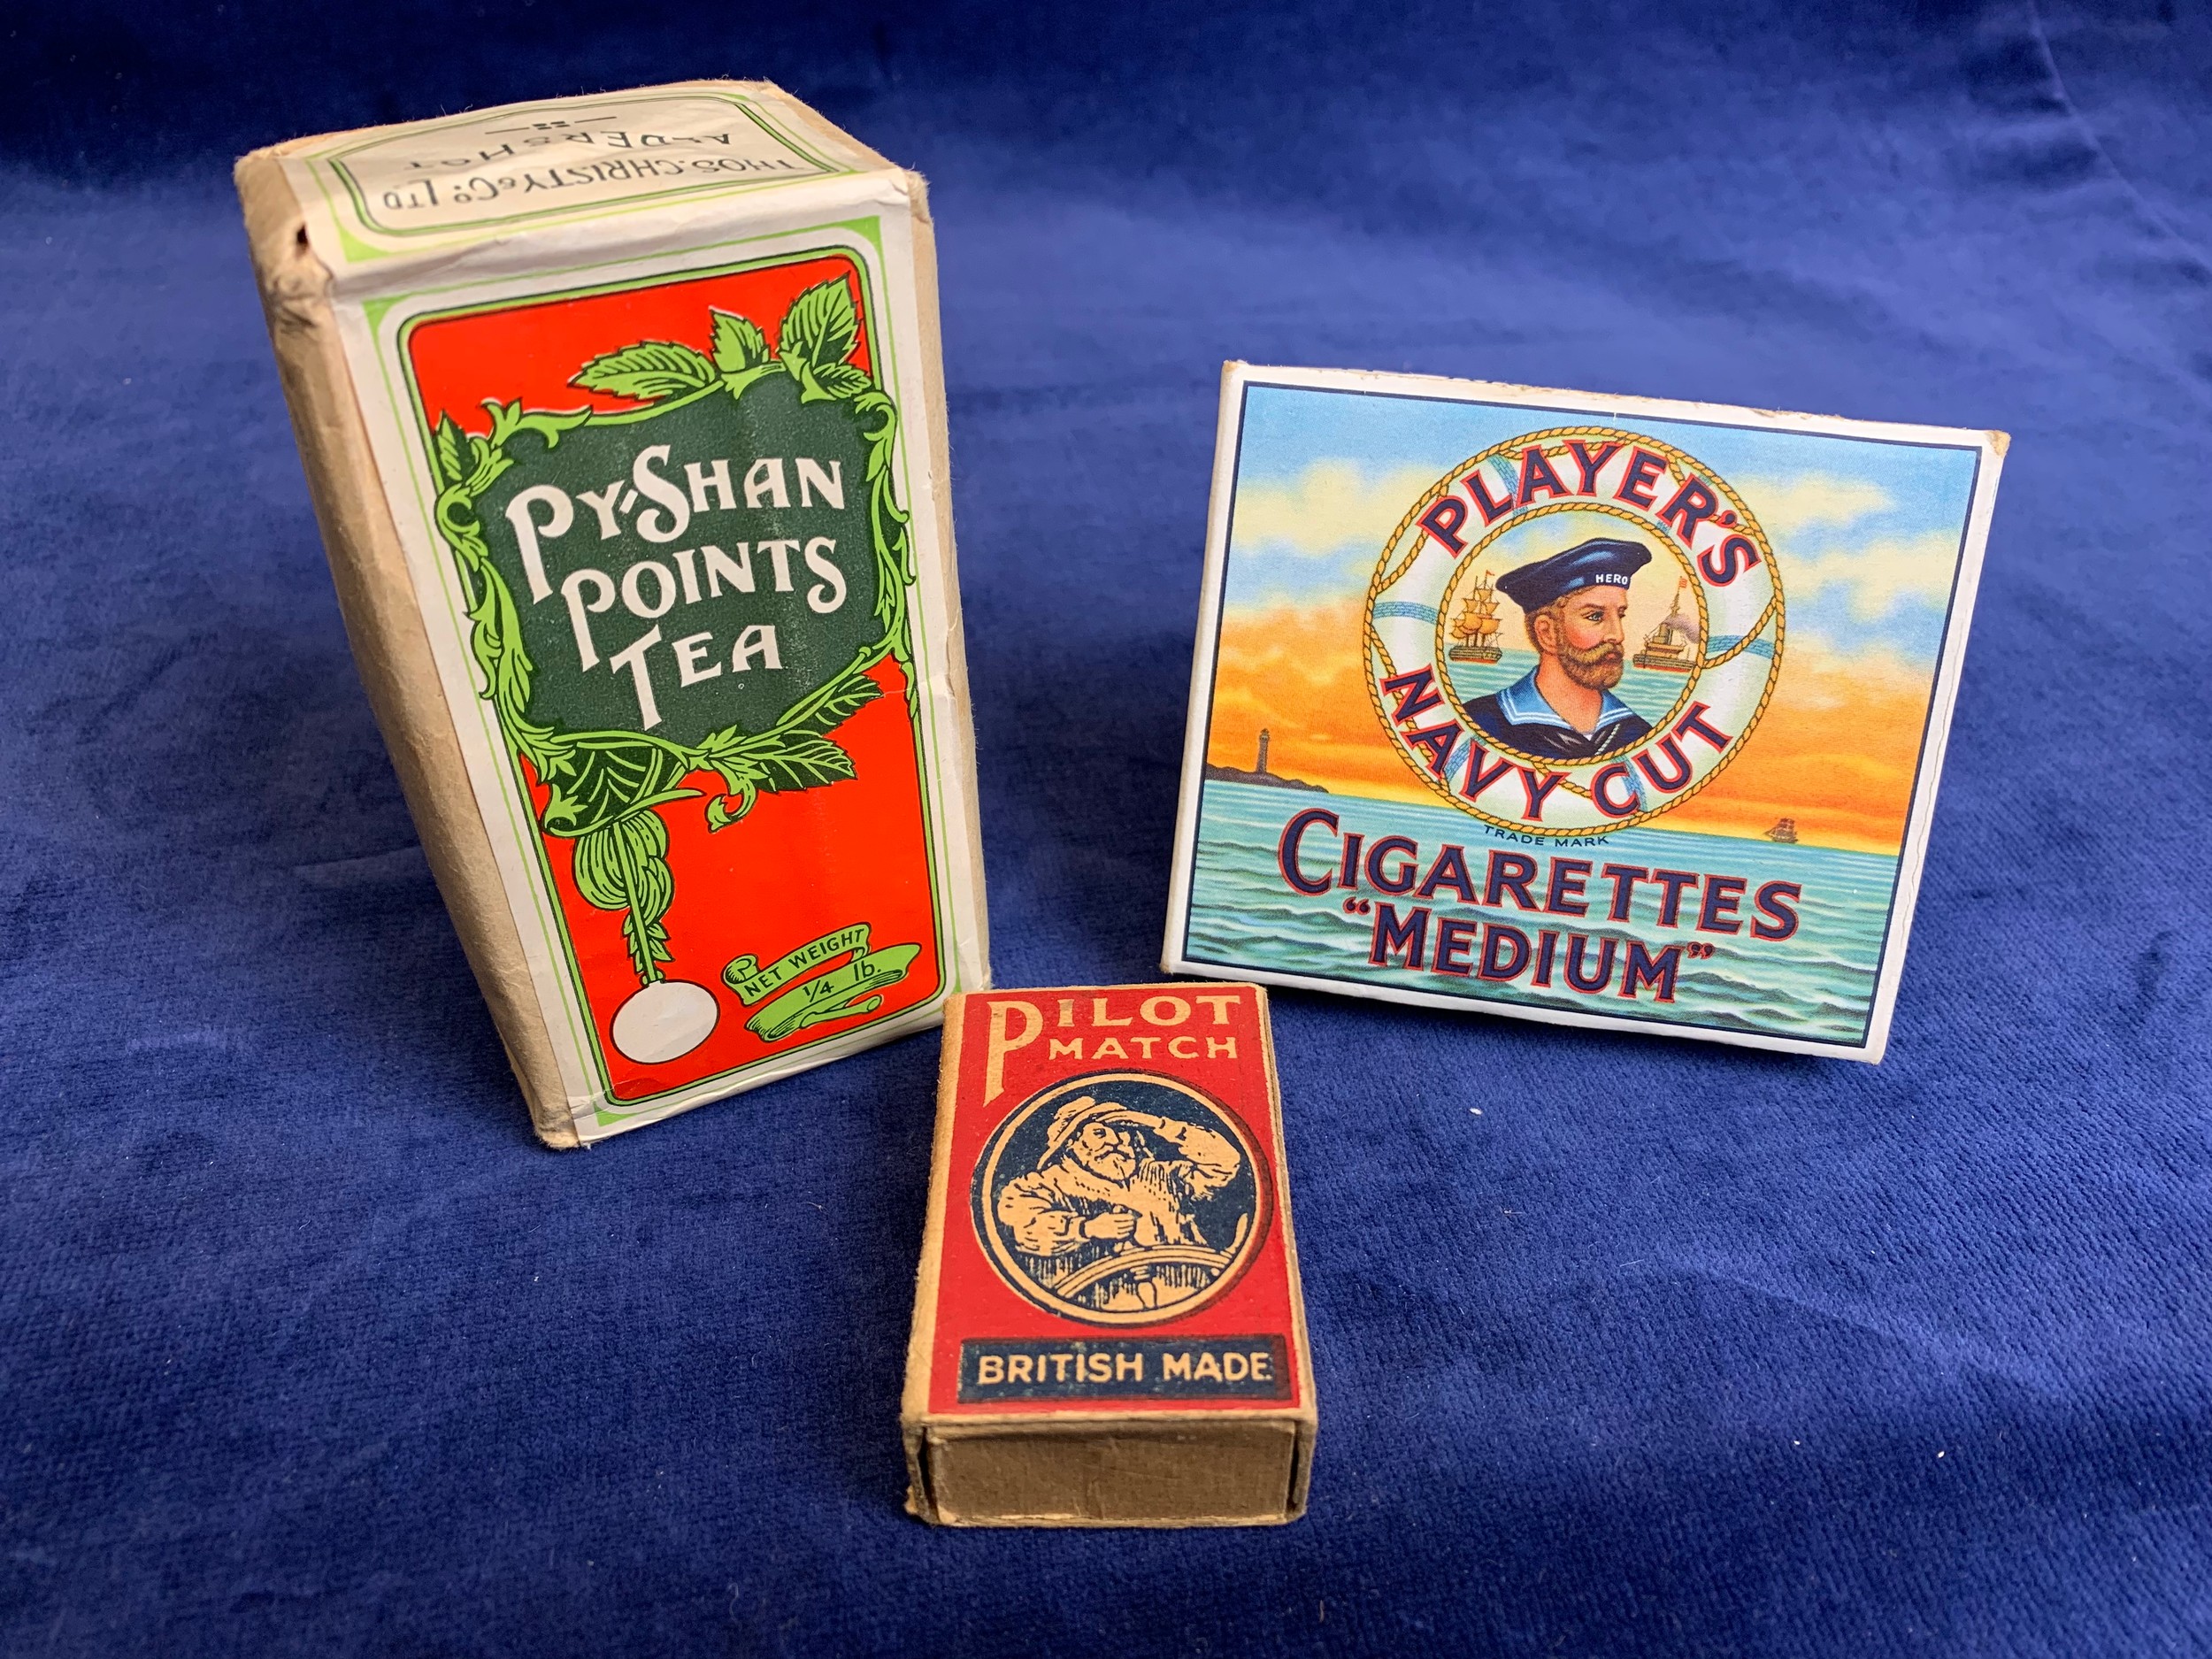 THOS. CHRISTY & Co. LTD
ALDERSHOT
PY-SHAN
POINTS
TEA
NET WEIGHT
1/4 lb.
PLAYER'S
HERO
NAVY CUT
TRADE MARK
CIGARETTES
"MEDIUM"
PILOT
MATCH
BRITISH MADE